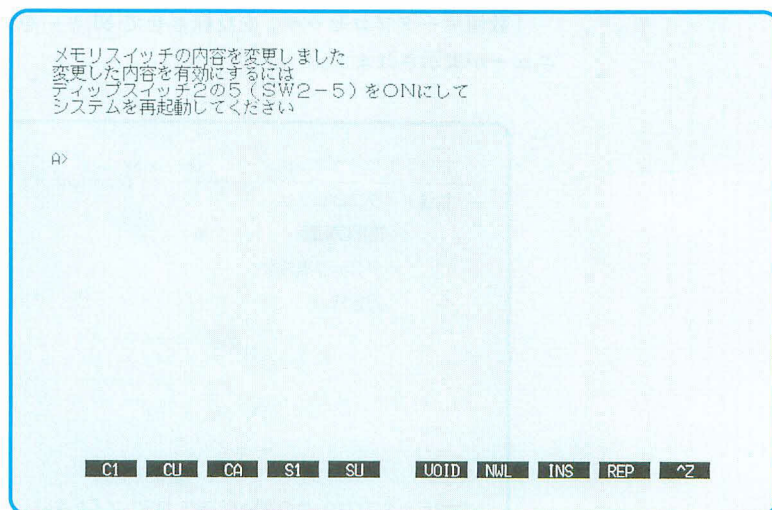 メモリスイッチの内容を変更しました
変更した内容を有効にするには
ディップスイッチ2の5(SW2-5)をONにして
システムを再起動してください
A>
C1 CU CA S1 SU VOID NWL INS REP ^Z